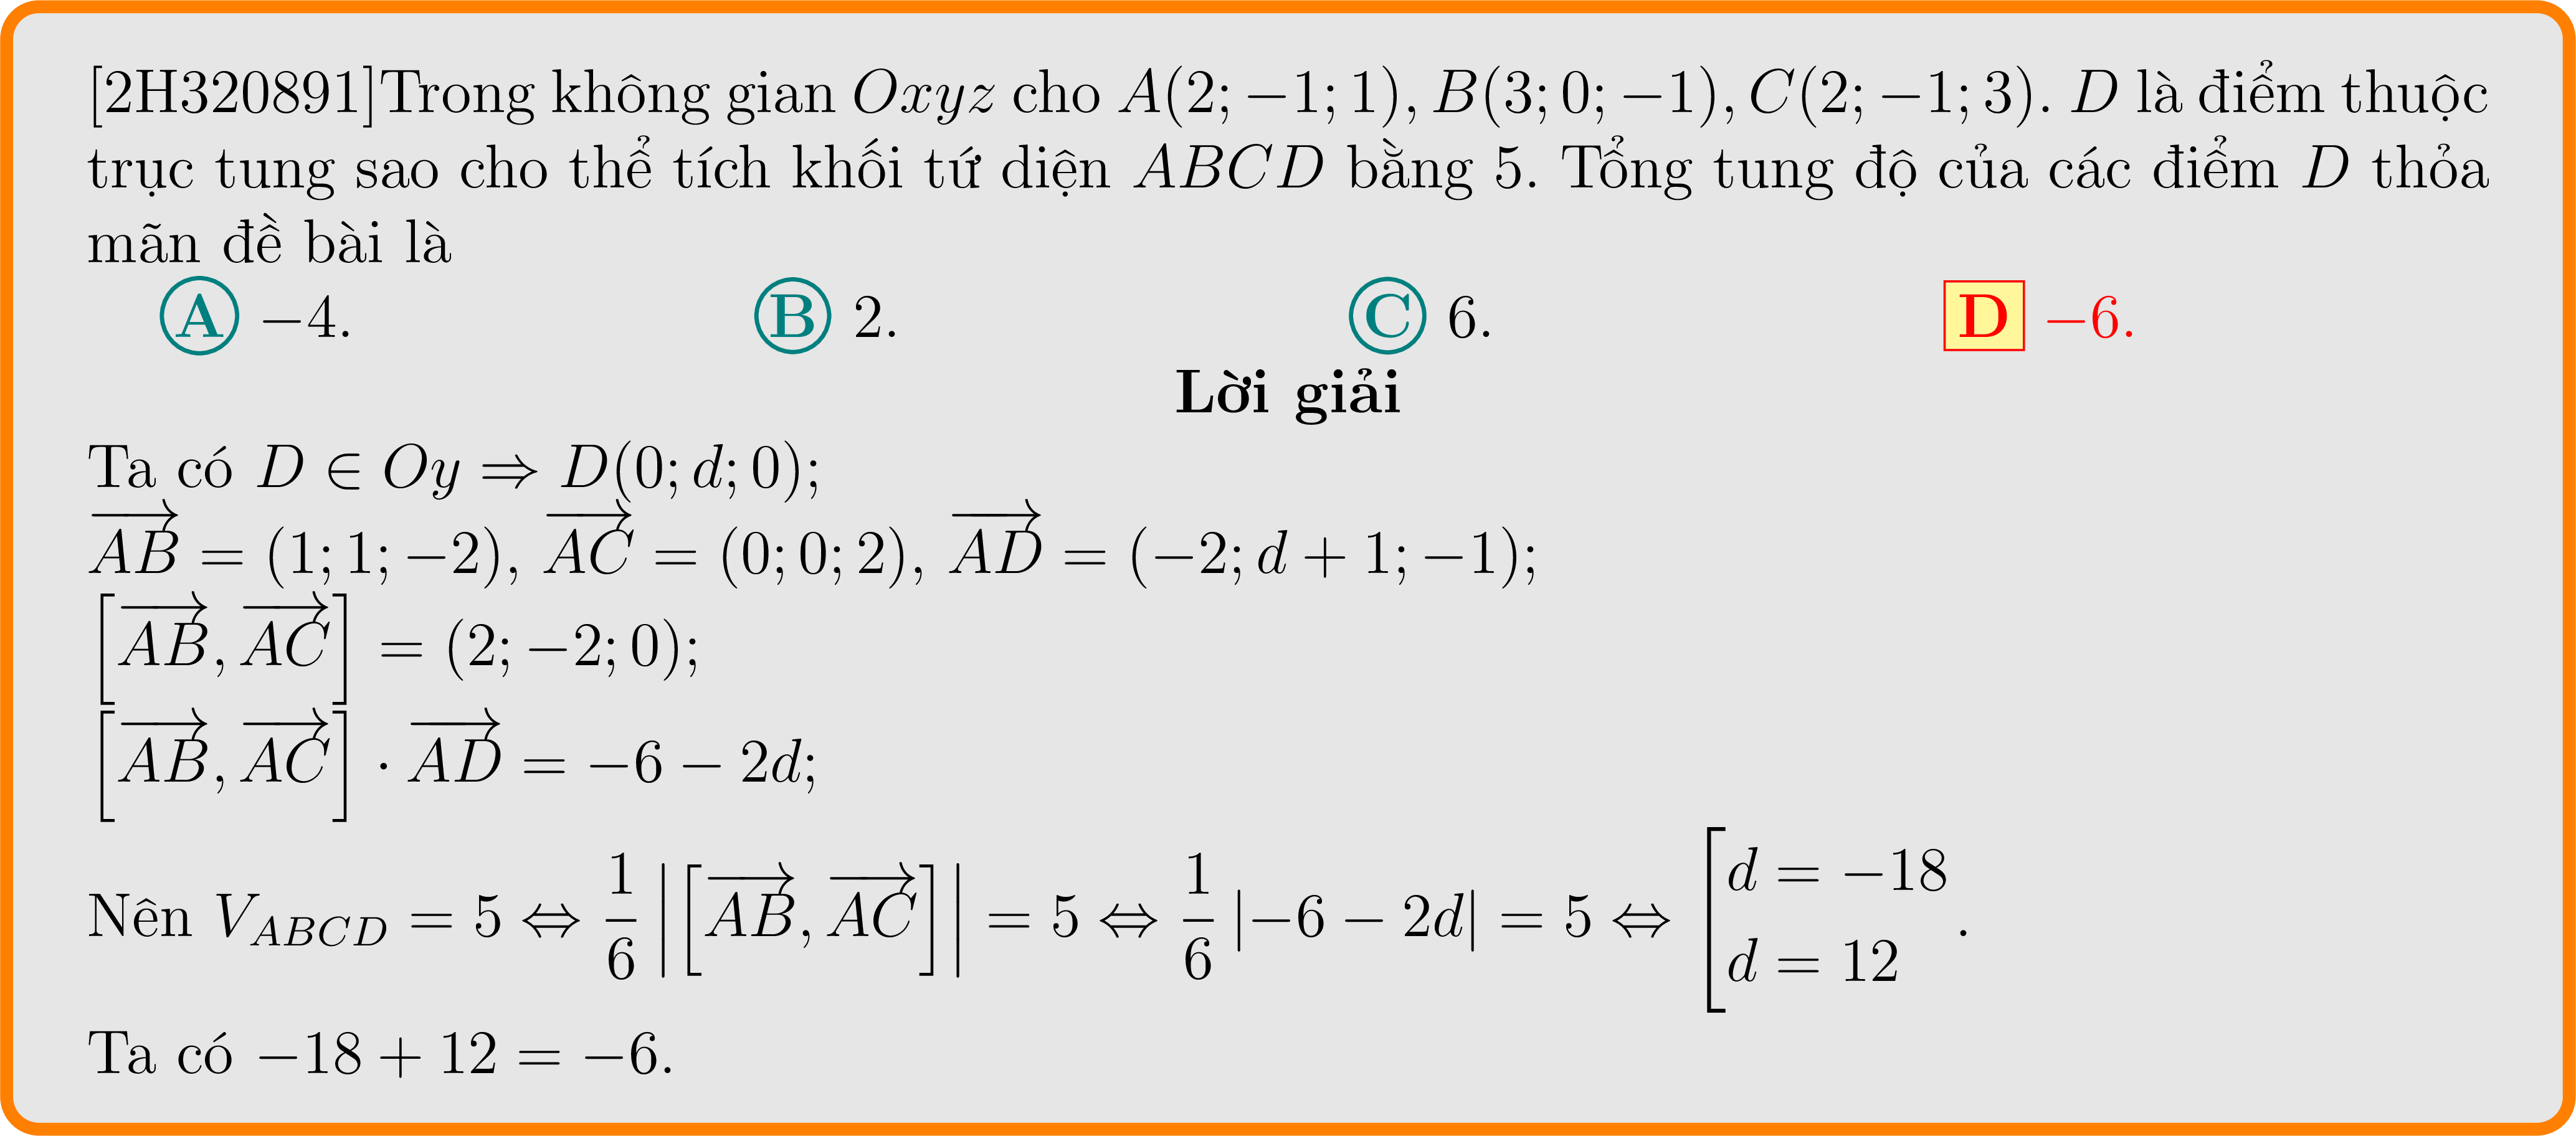 [2H320891]Trong không gian Oxyz cho A(2; −1; 1), B(3; 0; −1), C(2; −1; 3). D là điểm thuộc
trục tung sao cho thể tích khối tứ diện ABCD bằng 5. Tổng tung độ của các điểm D thỏa
mãn đề bài là
A −4. B 2. C 6. D −6.
Lời giải
Ta có D ∈ Oy ⇒ D(0; d; 0);
$\overrightarrow{AB} = (1; 1; −2), \overrightarrow{AC} = (0; 0; 2), \overrightarrow{AD} = (−2; d + 1; −1);$
$\left[\overrightarrow{AB}, \overrightarrow{AC}\right] = (2; −2; 0);$
$\left[\overrightarrow{AB}, \overrightarrow{AC}\right] \cdot \overrightarrow{AD} = −6 − 2d;$
Nên $V_{ABCD} = 5 \Leftrightarrow \frac{1}{6}\left|\left[\overrightarrow{AB}, \overrightarrow{AC}\right]\right| = 5 \Leftrightarrow \frac{1}{6}|−6 − 2d| = 5 \Leftrightarrow \left[\begin{array}{l} d = −18 \\ d = 12 \end{array}\right. .$
Ta có −18 + 12 = −6.